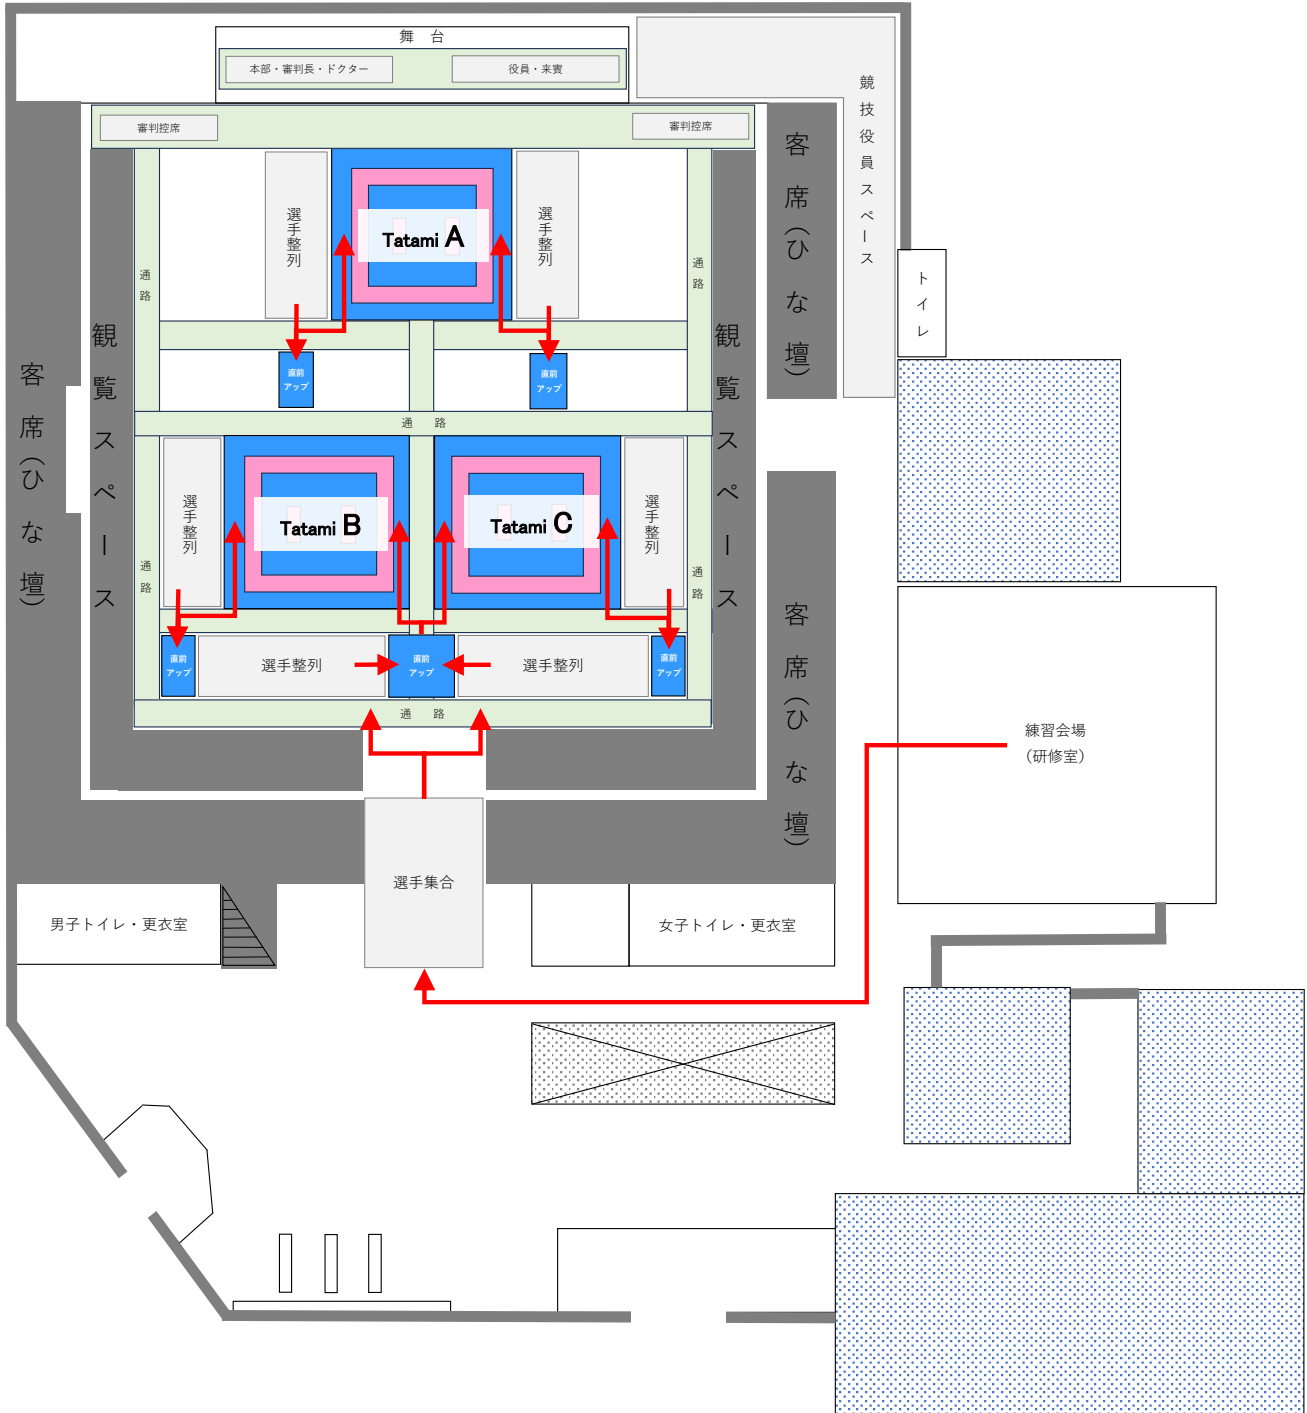 舞　台
本部・審判長・ドクター
役員・来賓
審判控席
審判控席
競技役員スペース
客席(ひな壇)
選手整列
Tatami A
選手整列
通路
通路
トイレ
観覧スペース
観覧スペース
客席(ひな壇)
直前
アップ
直前
アップ
通　路
選手整列
Tatami B
Tatami C
選手整列
通路
通路
客席(ひな壇)
直前
アップ
選手整列
直前
アップ
選手整列
直前
アップ
通　路
練習会場
(研修室)
選手集合
男子トイレ・更衣室
女子トイレ・更衣室